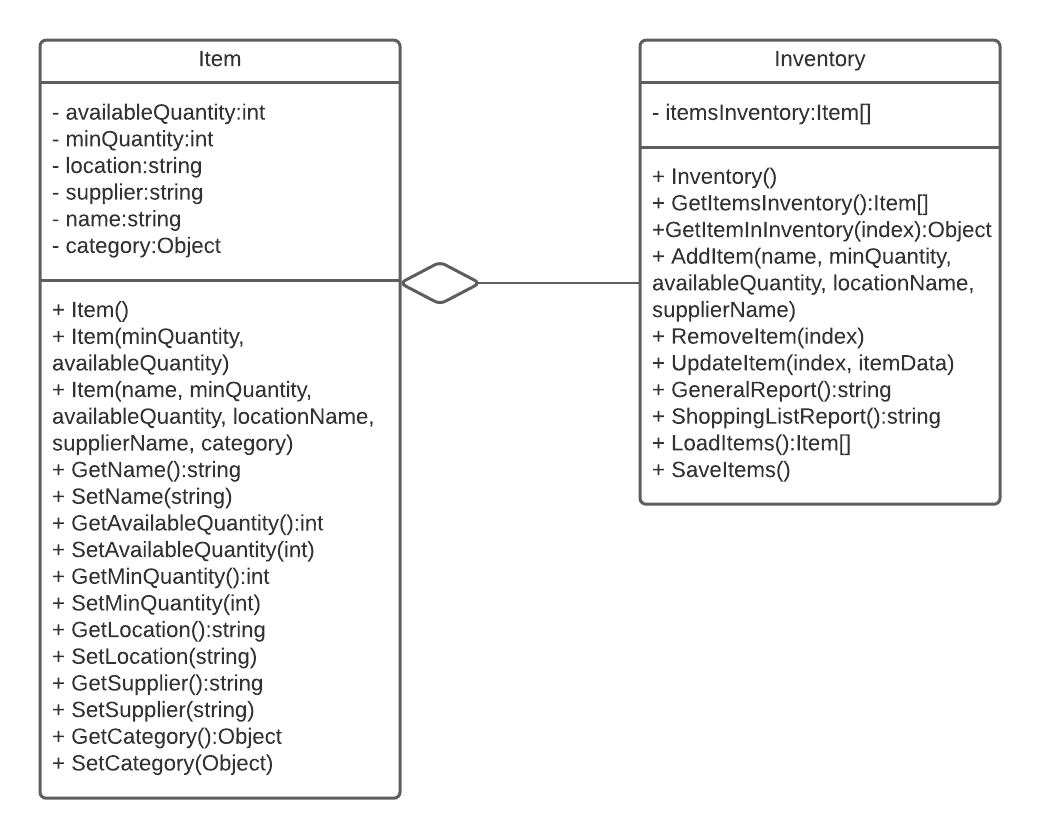 Item
- availableQuantity:int
- minQuantity:int
- location:string
- supplier:string
- name:string
- category:Object
+ Item()
+ Item(minQuantity,
availableQuantity)
+ Item(name, minQuantity,
availableQuantity, locationName,
supplierName, category)
+ GetName():string
+ SetName(string)
+ GetAvailableQuantity():int
+ SetAvailableQuantity(int)
+ GetMinQuantity():int
+ SetMinQuantity(int)
+ GetLocation():string
+ SetLocation(string)
+ GetSupplier():string
+ SetSupplier(string)
+ GetCategory():Object
+ SetCategory(Object)
Inventory
- itemsInventory:Item[]
+ Inventory()
+ GetItemsInventory():Item[]
+GetItemInInventory(index):Object
+ AddItem(name, minQuantity,
availableQuantity, locationName,
supplierName)
+ RemoveItem(index)
+ UpdateItem(index, itemData)
+ GeneralReport():string
+ ShoppingListReport():string
+ LoadItems():Item[]
+ SaveItems()